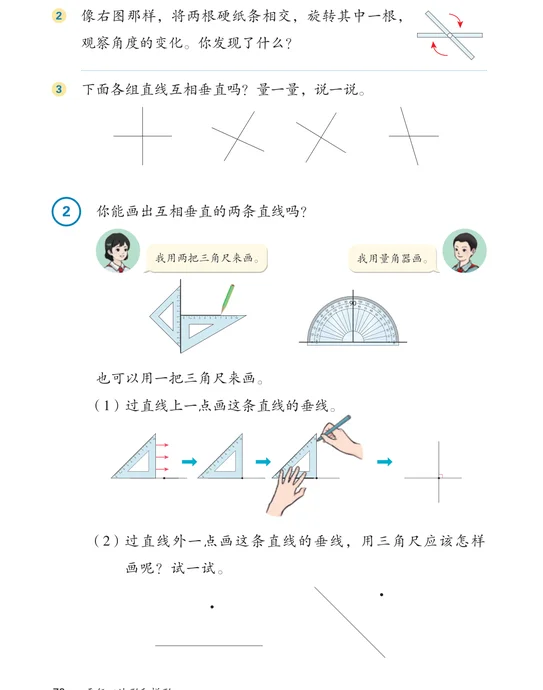 2 像右图那样，将两根硬纸条相交，旋转其中一根，
观察角度的变化。你发现了什么？
3 下面各组直线互相垂直吗？量一量，说一说。
2 你能画出互相垂直的两条直线吗？
我用两把三角尺来画。
我用量角器画。
90
也可以用一把三角尺来画。
（1）过直线上一点画这条直线的垂线。
（2）过直线外一点画这条直线的垂线，用三角尺应该怎样
画呢？试一试。